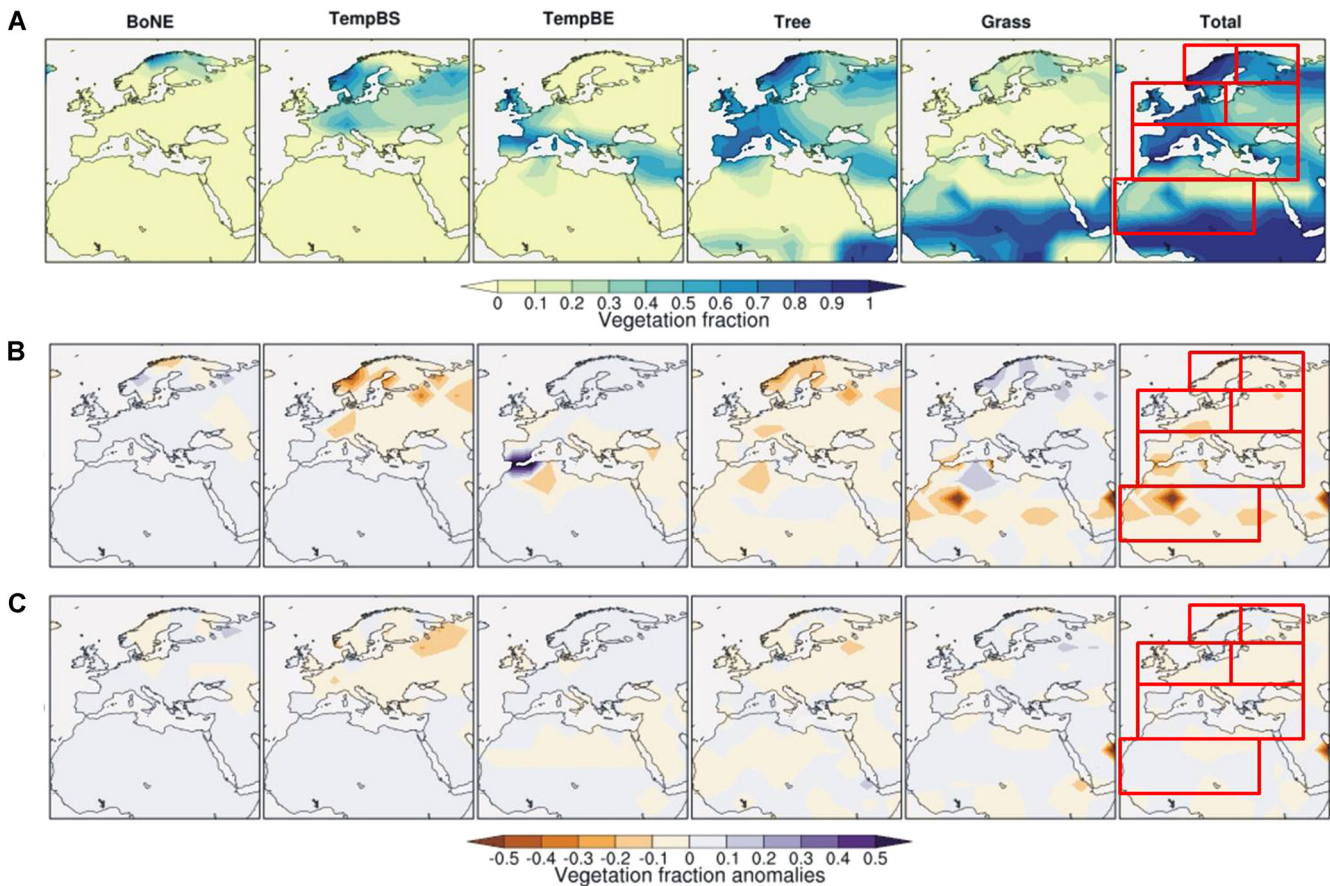 A
BoNE TempBS TempBE Tree Grass Total
0 0.1 0.2 0.3 0.4 0.5 0.6 0.7 0.8 0.9 1
Vegetation fraction
B
C
-0.5 -0.4 -0.3 -0.2 -0.1 0 0.1 0.2 0.3 0.4 0.5
Vegetation fraction anomalies